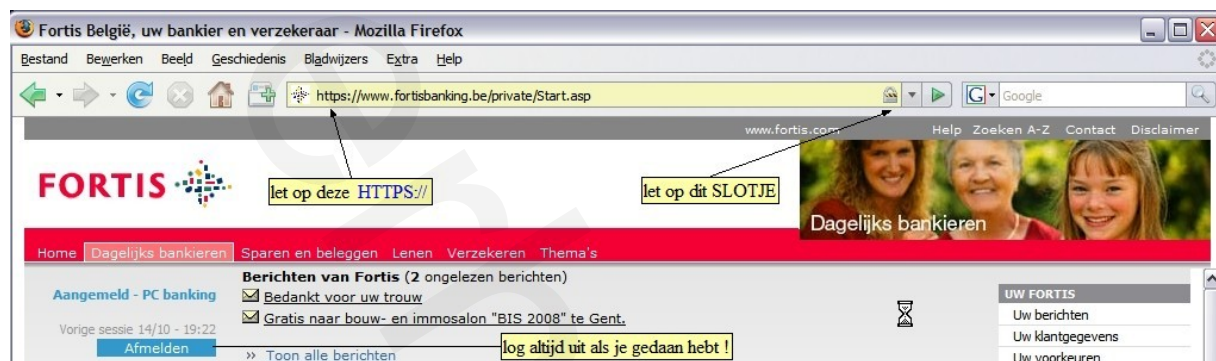 Fortis België, uw bankier en verzekeraar - Mozilla Firefox
Bestand Bewerken Beeld Geschiedenis Bladwijzers Extra Help
https://www.fortisbanking.be/private/Start.asp
G Google
www.fortis.com Help Zoeken A-Z Contact Disclaimer
FORTIS
let op deze HTTPS://
let op dit SLOTJE
Dagelijks bankieren
Home Dagelijks bankieren Sparen en beleggen Lenen Verzekeren Thema's
Berichten van Fortis (2 ongelezen berichten)
Aangemeld - PC banking
Bedankt voor uw trouw
Gratis naar bouw- en immosalon "BIS 2008" te Gent.
Vorige sessie 14/10 - 19:22
Afmelden
log altijd uit als je gedaan hebt !
» Toon alle berichten
UW FORTIS
Uw berichten
Uw klantgegevens
Uw voorkeuren